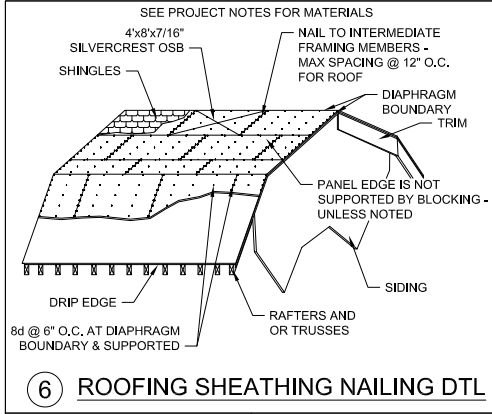 SEE PROJECT NOTES FOR MATERIALS
4'x8'x7/16"
SILVERCREST OSB
SHINGLES
NAIL TO INTERMEDIATE
FRAMING MEMBERS -
MAX SPACING @ 12" O.C.
FOR ROOF
DIAPHRAGM
BOUNDARY
TRIM
PANEL EDGE IS NOT
SUPPORTED BY BLOCKING -
UNLESS NOTED
SIDING
DRIP EDGE
8d @ 6" O.C. AT DIAPHRAGM
BOUNDARY & SUPPORTED
RAFTERS AND
OR TRUSSES
6 ROOFING SHEATHING NAILING DTL